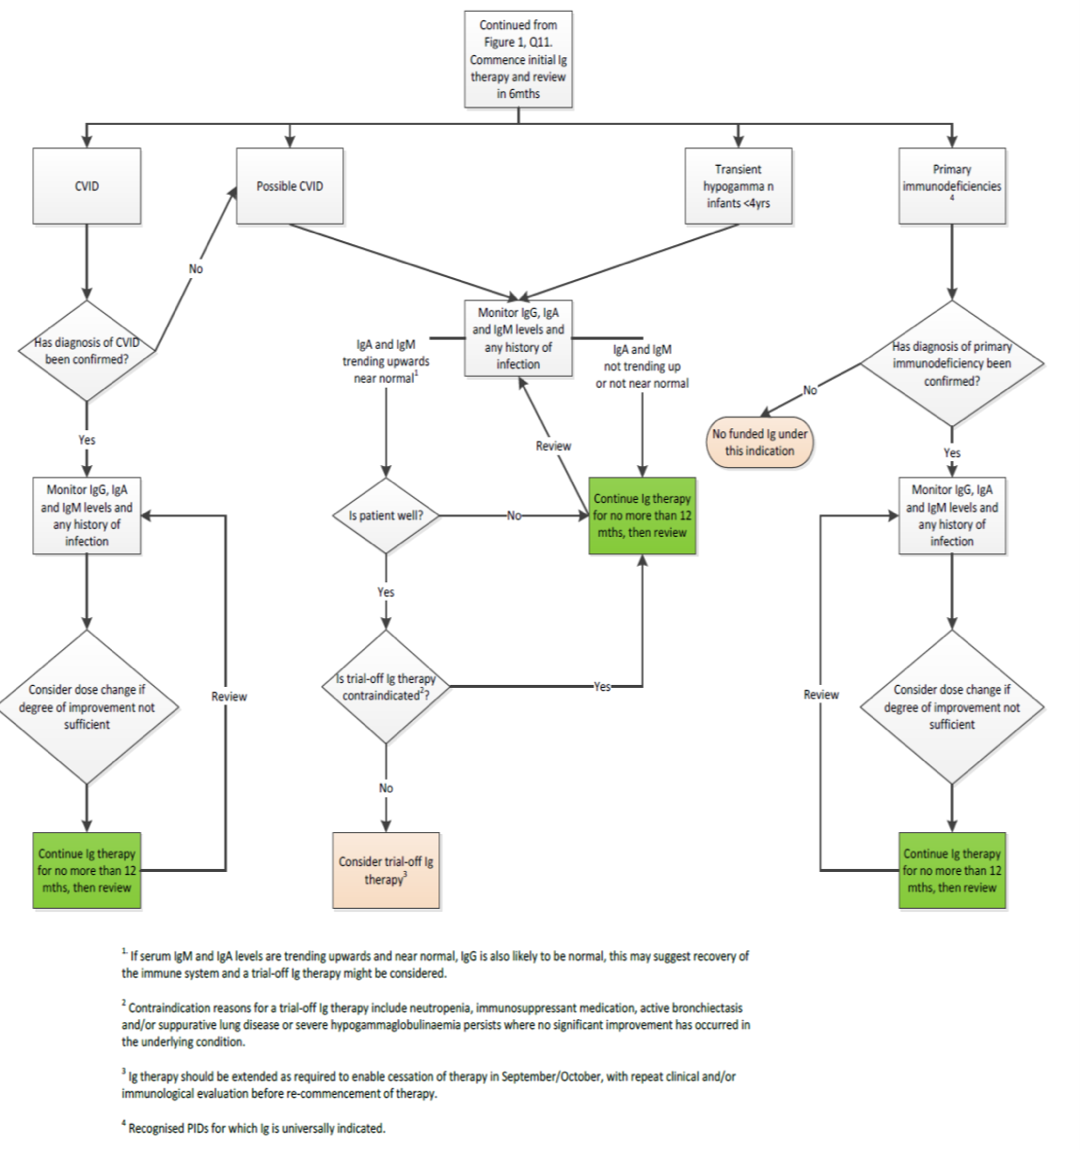 Continued from
Figure 1, Q11.
Commence initial Ig
therapy and review
in 6mths
CVID
Possible CVID
Transient
hypogamma n
infants <4yrs
Primary
immunodeficiencies
4
No
Has diagnosis of CVID
been confirmed?
Monitor IgG, IgA
and IgM levels and
any history of
infection
IgA and IgM
trending upwards
near normal1
IgA and IgM
not trending up
or not near normal
Has diagnosis of primary
immunodeficiency been
confirmed?
No
No funded Ig under
this indication
Yes
Review
Yes
Monitor IgG, IgA
and IgM levels and
any history of
infection
Is patient well?
No
Continue Ig therapy
for no more than 12
mths, then review
Monitor IgG, IgA
and IgM levels and
any history of
infection
Yes
Consider dose change if
degree of improvement not
sufficient
Review
Is trial-off Ig therapy
contraindicated2?
Yes
Review
Consider dose change if
degree of improvement not
sufficient
No
Continue Ig therapy
for no more than 12
mths, then review
Consider trial-off Ig
therapy3
Continue Ig therapy
for no more than 12
mths, then review
1. If serum IgM and IgA levels are trending upwards and near normal, IgG is also likely to be normal, this may suggest recovery of
the immune system and a trial-off Ig therapy might be considered.
2 Contraindication reasons for a trial-off Ig therapy include neutropenia, immunosuppressant medication, active bronchiectasis
and/or suppurative lung disease or severe hypogammaglobulinaemia persists where no significant improvement has occurred in
the underlying condition.
3 Ig therapy should be extended as required to enable cessation of therapy in September/October, with repeat clinical and/or
immunological evaluation before re-commencement of therapy.
4 Recognised PIDs for which Ig is universally indicated.